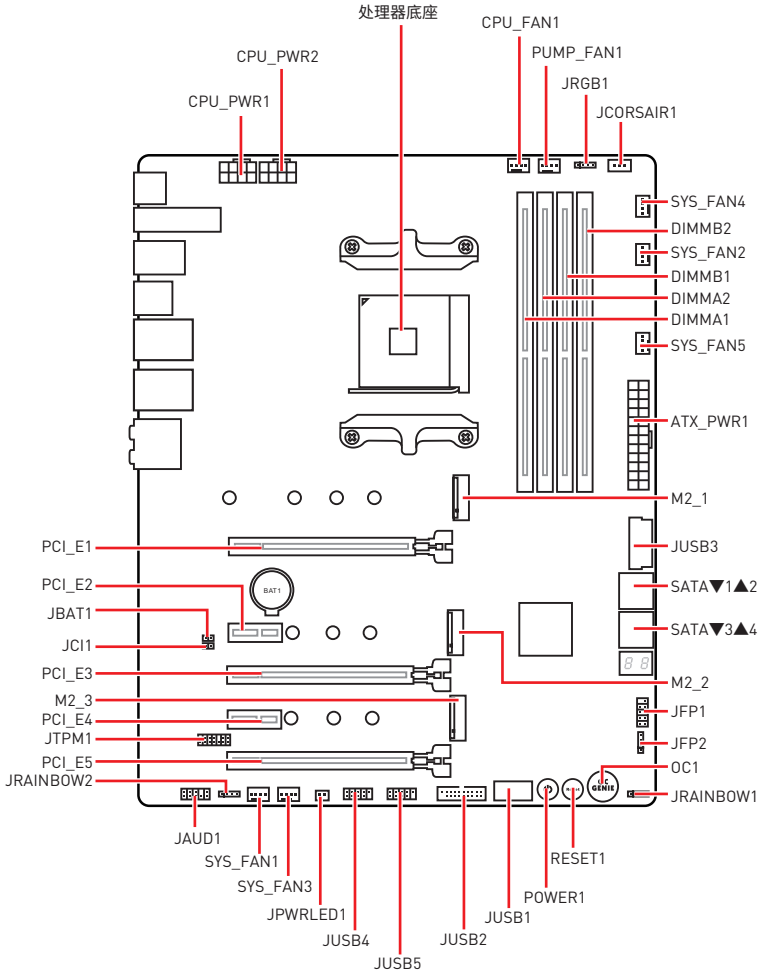 处理器底座
CPU_FAN1
CPU_PWR2
PUMP_FAN1
JRGB1
CPU_PWR1
JCORSAIR1
SYS_FAN4
DIMMB2
SYS_FAN2
DIMMB1
DIMMA2
DIMMA1
SYS_FAN5
ATX_PWR1
M2_1
PCI_E1
JUSB3
PCI_E2
BAT1
SATA▼1▲2
JBAT1
JCI1
SATA▼3▲4
88
PCI_E3
M2_2
M2_3
PCI_E4
JFP1
JTPM1
JFP2
PCI_E5
OC1
JRAINBOW2
GENIE
JRAINBOW1
JAUD1
SYS_FAN1
RESET1
SYS_FAN3
POWER1
JPWRLED1
JUSB1
JUSB4
JUSB2
JUSB5